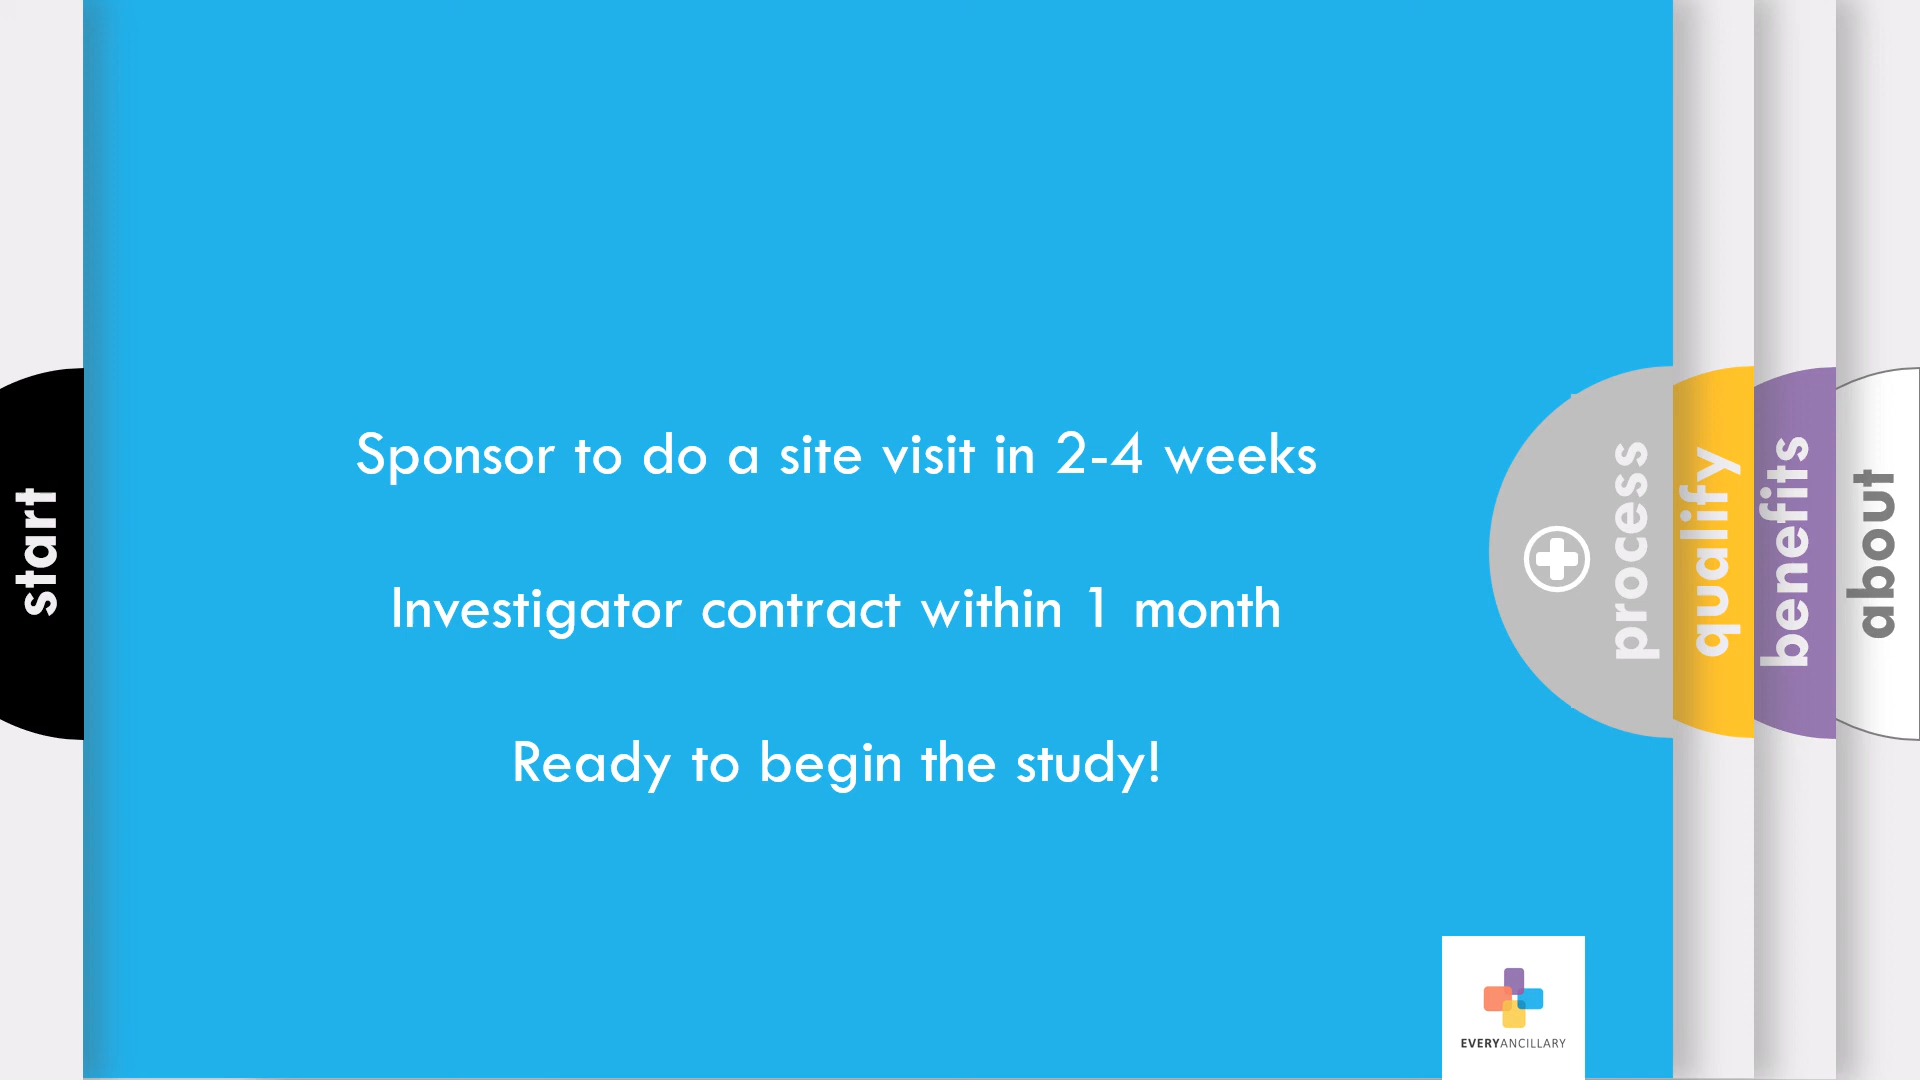 start
Sponsor to do a site visit in 2-4 weeks
Investigator contract within 1 month
Ready to begin the study!
process
qualify
benefits
about
EVERYANCILLARY